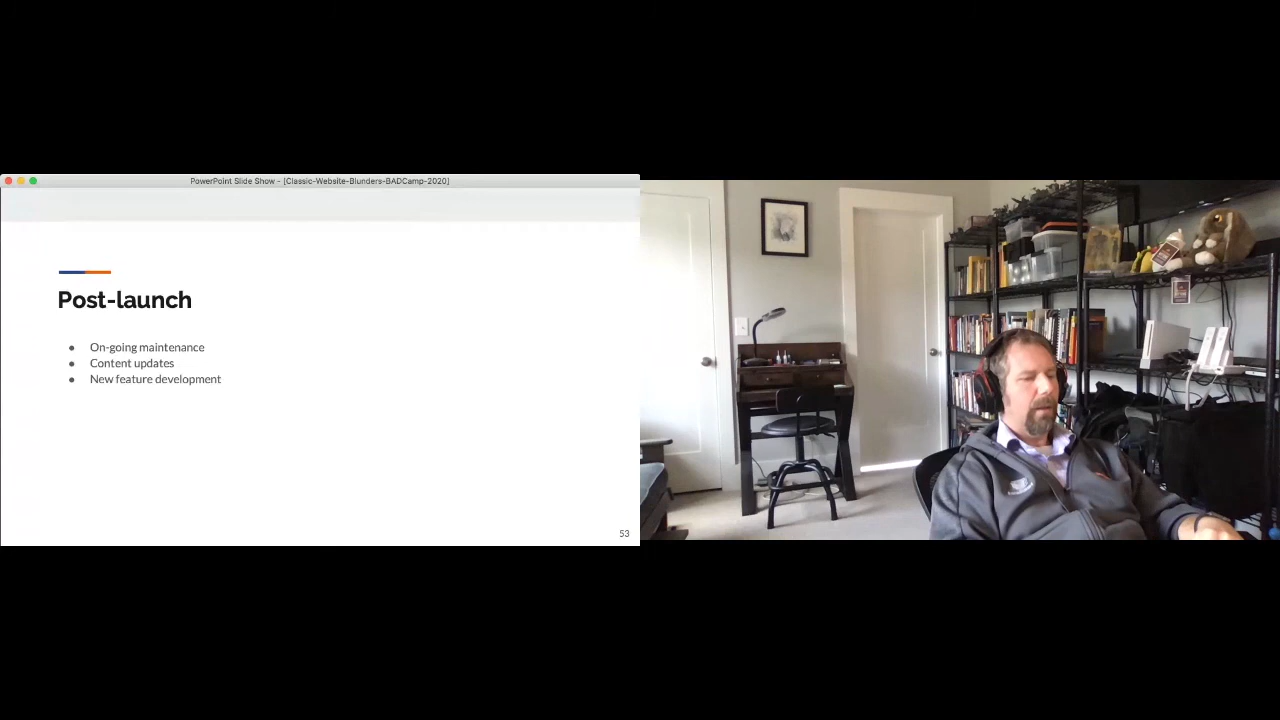 PowerPoint Slide Show - [Classic-Website-Blunders-BADCamp-2020]
Post-launch
● On-going maintenance
● Content updates
● New feature development
53